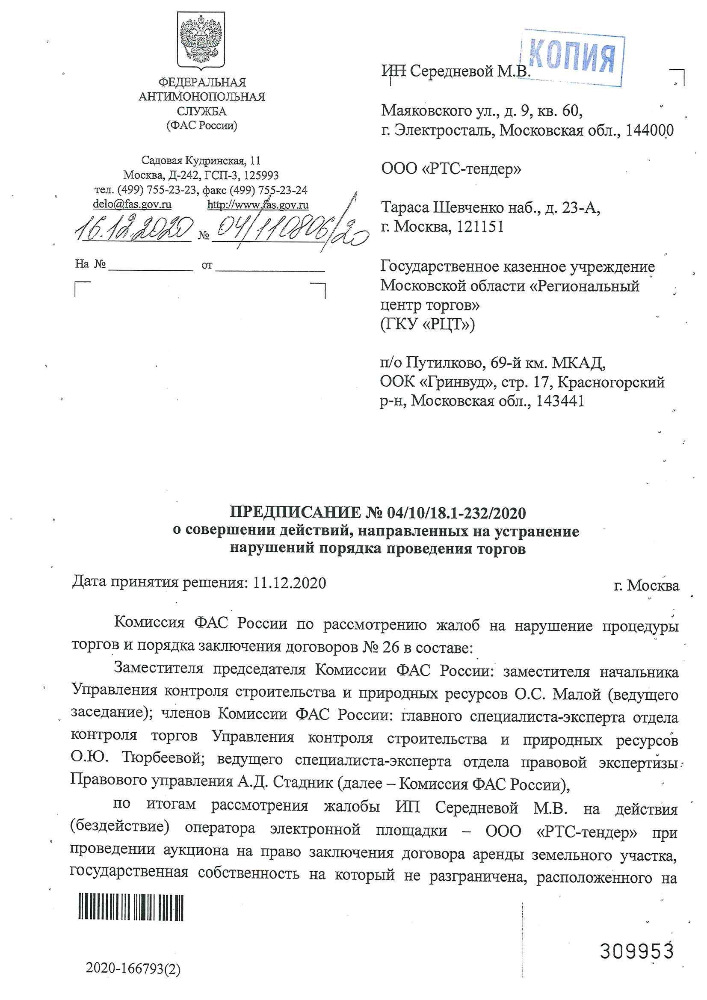 ФЕДЕРАЛЬНАЯ
АНТИМОНОПОЛЬНАЯ
СЛУЖБА
(ФАС России)
Садовая Кудринская, 11
Москва, Д-242, ГСП-3, 125993
тел. (499) 755-23-23, факс (499) 755-23-24
delo@fas.gov.ru http://www.fas.gov.ru
16.12.2020 № 04/110806/20
На № от
КОПИЯ
ИП Середневой М.В.
Маяковского ул., д. 9, кв. 60,
г. Электросталь, Московская обл., 144000
ООО «РТС-тендер»
Тараса Шевченко наб., д. 23-А,
г. Москва, 121151
Государственное казенное учреждение
Московской области «Региональный
центр торгов»
(ГКУ «РЦТ»)
п/о Путилково, 69-й км. МКАД,
ООК «Гринвуд», стр. 17, Красногорский
р-н, Московская обл., 143441
ПРЕДПИСАНИЕ № 04/10/18.1-232/2020
о совершении действий, направленных на устранение
нарушений порядка проведения торгов
Дата принятия решения: 11.12.2020 г. Москва
Комиссия ФАС России по рассмотрению жалоб на нарушение процедуры
торгов и порядка заключения договоров № 26 в составе:
Заместителя председателя Комиссии ФАС России: заместителя начальника
Управления контроля строительства и природных ресурсов О.С. Малой (ведущего
заседание); членов Комиссии ФАС России: главного специалиста-эксперта отдела
контроля торгов Управления контроля строительства и природных ресурсов
О.Ю. Тюрбеевой; ведущего специалиста-эксперта отдела правовой экспертизы
Правового управления А.Д. Стадник (далее – Комиссия ФАС России),
по итогам рассмотрения жалобы ИП Середневой М.В. на действия
(бездействие) оператора электронной площадки – ООО «РТС-тендер» при
проведении аукциона на право заключения договора аренды земельного участка,
государственная собственность на который не разграничена, расположенного на
2020-166793(2)
309953